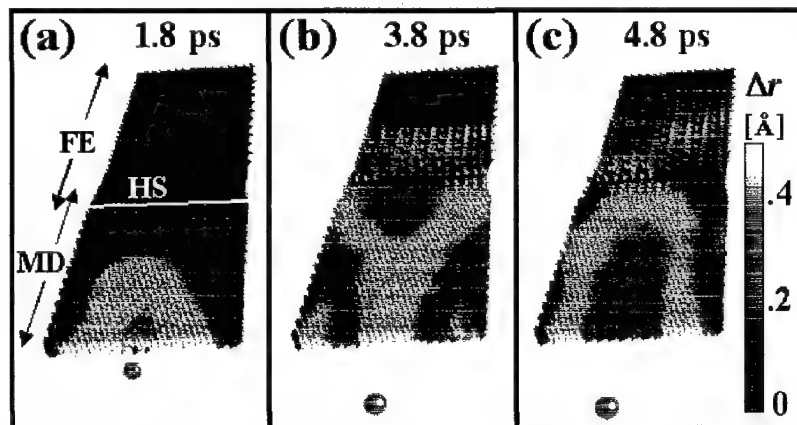 (a) 1.8 ps
(b) 3.8 ps
(c) 4.8 ps
Δr
[Å]
FE
HS
.4
MD
.2
0